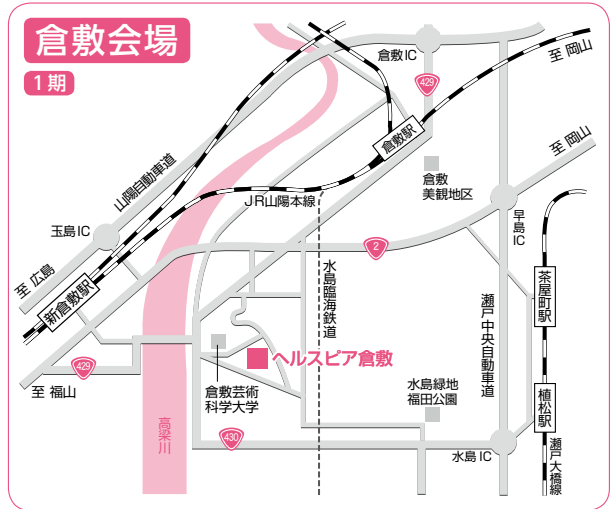 倉敷会場
1期
倉敷IC
429
至 岡山
山陽自動車道
倉敷駅
至 岡山
倉敷
美観地区
JR山陽本線
玉島IC
早島IC
2
至 広島
新倉敷駅
水島臨海鉄道
瀬戸中央自動車道
茶屋町駅
ヘルスピア倉敷
429
至 福山
倉敷芸術
科学大学
水島緑地
福田公園
植松駅
高梁川
430
水島IC
瀬戸大橋線